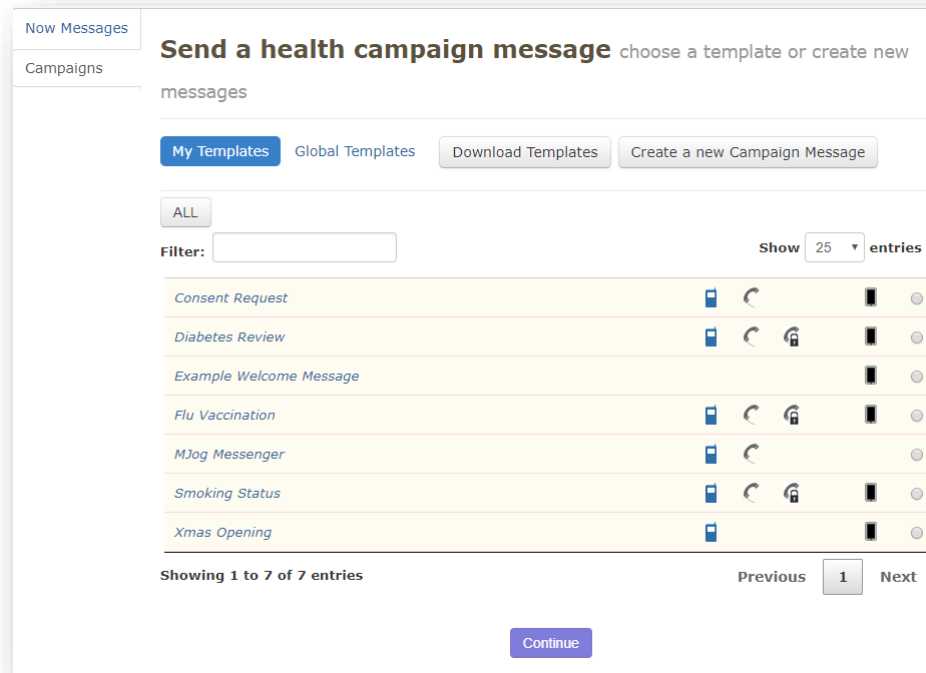 Now Messages
Campaigns
Send a health campaign message choose a template or create new
messages
My Templates Global Templates Download Templates Create a new Campaign Message
ALL
Filter: Show 25 entries
Consent Request
Diabetes Review
Example Welcome Message
Flu Vaccination
MJog Messenger
Smoking Status
Xmas Opening
Showing 1 to 7 of 7 entries Previous 1 Next
Continue